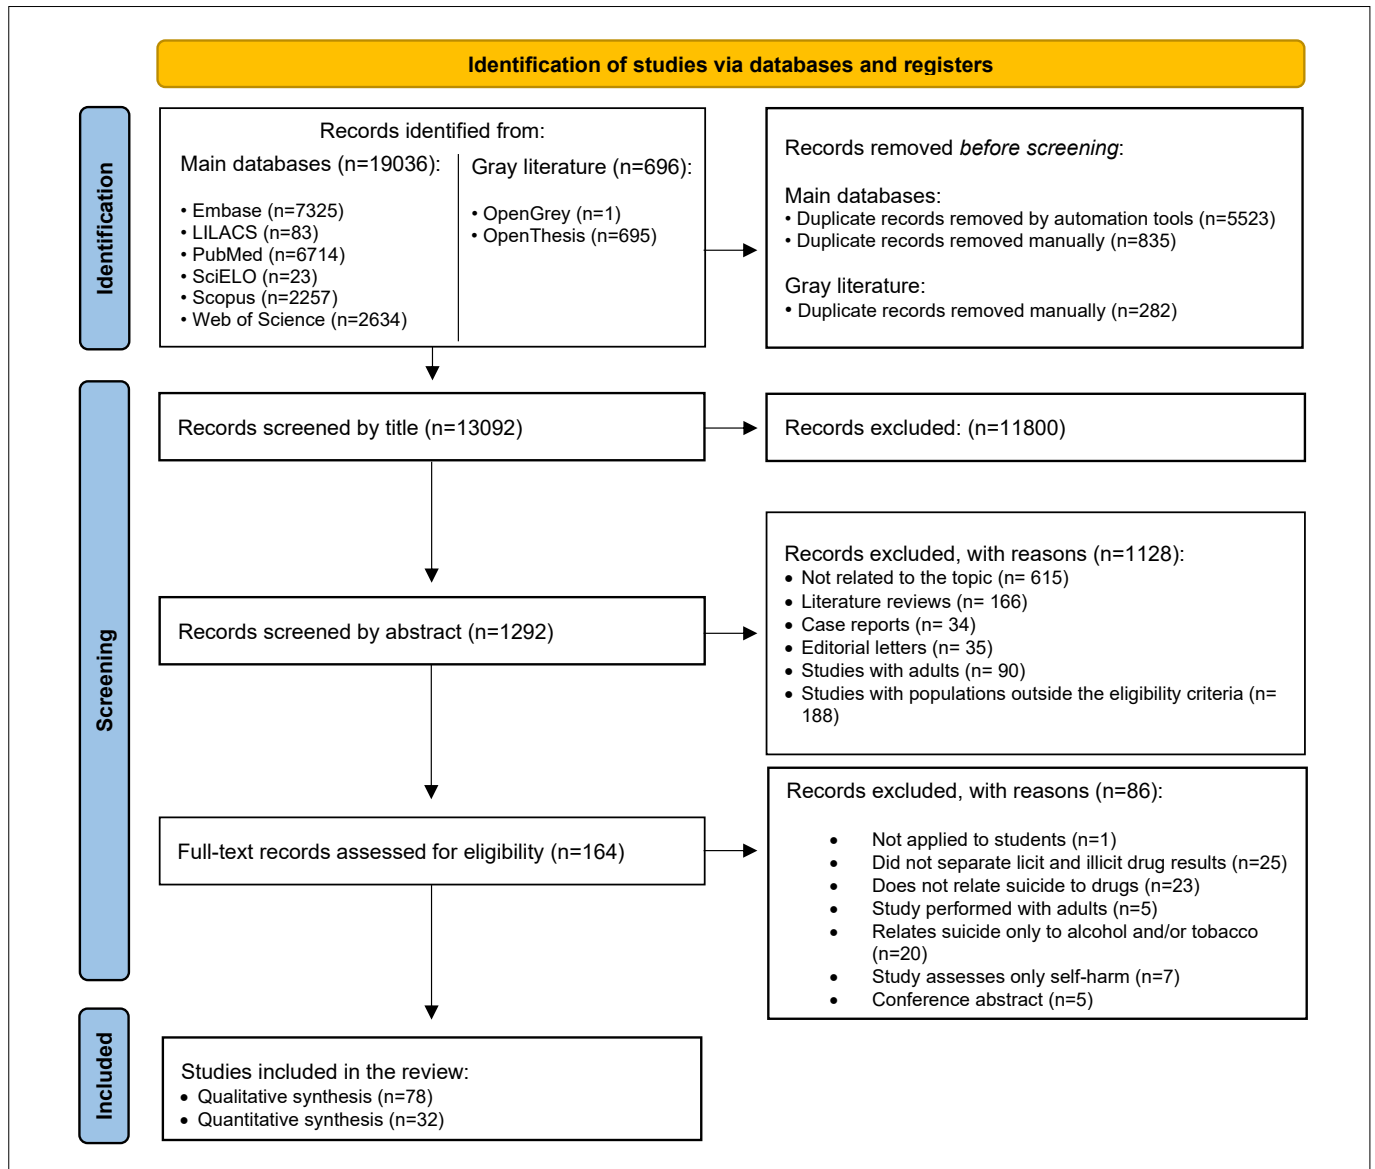 Identification of studies via databases and registers
Identification
Records identified from:
Main databases (n=19036):
• Embase (n=7325)
• LILACS (n=83)
• PubMed (n=6714)
• SciELO (n=23)
• Scopus (n=2257)
• Web of Science (n=2634)
Gray literature (n=696):
• OpenGrey (n=1)
• OpenThesis (n=695)
Records removed before screening:
Main databases:
• Duplicate records removed by automation tools (n=5523)
• Duplicate records removed manually (n=835)
Gray literature:
• Duplicate records removed manually (n=282)
Screening
Records screened by title (n=13092)
Records excluded: (n=11800)
Records screened by abstract (n=1292)
Records excluded, with reasons (n=1128):
• Not related to the topic (n= 615)
• Literature reviews (n= 166)
• Case reports (n= 34)
• Editorial letters (n= 35)
• Studies with adults (n= 90)
• Studies with populations outside the eligibility criteria (n=
188)
Full-text records assessed for eligibility (n=164)
Records excluded, with reasons (n=86):
• Not applied to students (n=1)
• Did not separate licit and illicit drug results (n=25)
• Does not relate suicide to drugs (n=23)
• Study performed with adults (n=5)
• Relates suicide only to alcohol and/or tobacco
(n=20)
• Study assesses only self-harm (n=7)
• Conference abstract (n=5)
Included
Studies included in the review:
• Qualitative synthesis (n=78)
• Quantitative synthesis (n=32)